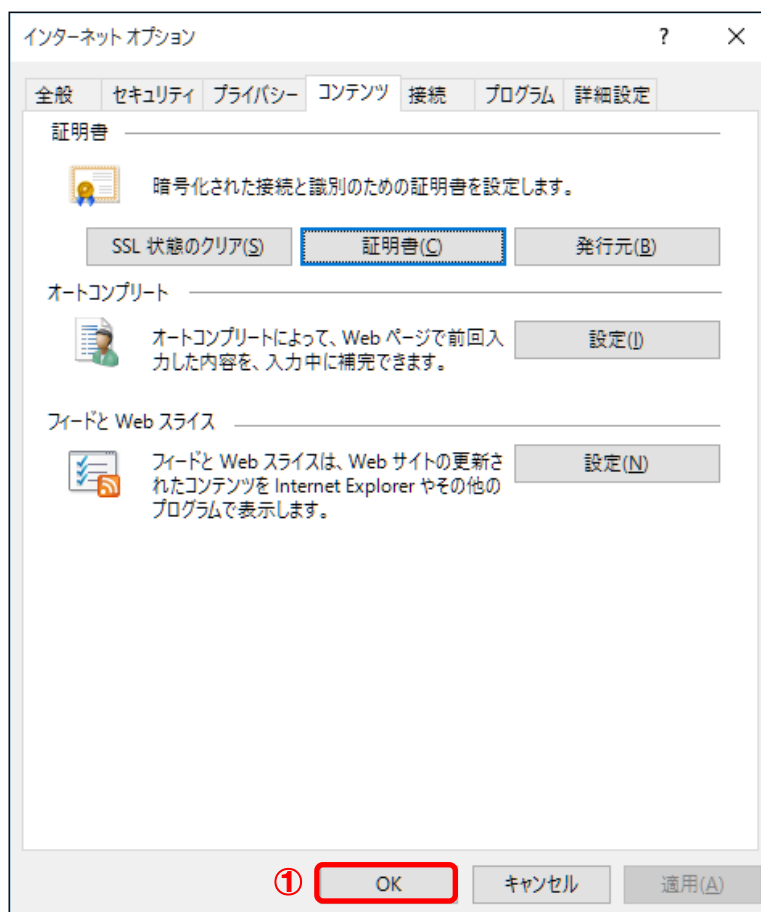 インターネット オプション ?
全般 セキュリティ プライバシー コンテンツ 接続 プログラム 詳細設定
証明書
暗号化された接続と識別のための証明書を設定します。
SSL 状態のクリア(S) 証明書(C) 発行元(B)
オートコンプリート
オートコンプリートによって、Web ページで前回入
力した内容を、入力中に補完できます。
設定(I)
フィードと Web スライス
フィードと Web スライスは、Web サイトの更新さ
れたコンテンツを Internet Explorer やその他の
プログラムで表示します。
設定(N)
① OK キャンセル 適用(A)